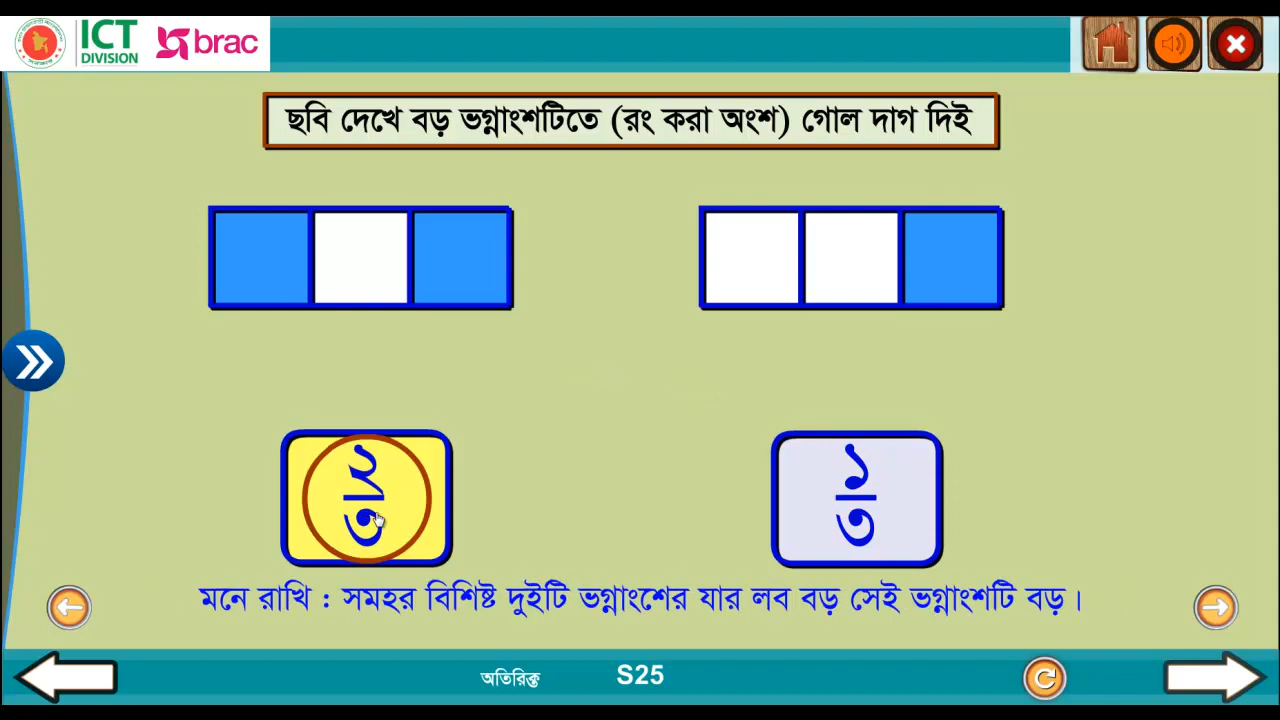 ICT
DIVISION
brac
ছবি দেখে বড় ভগ্নাংশটিতে (রং করা অংশ) গোল দাগ দিই
২
৩
১
৩
মনে রাখি : সমহর বিশিষ্ট দুইটি ভগ্নাংশের যার লব বড় সেই ভগ্নাংশটি বড়।
অতিরিক্ত
S25